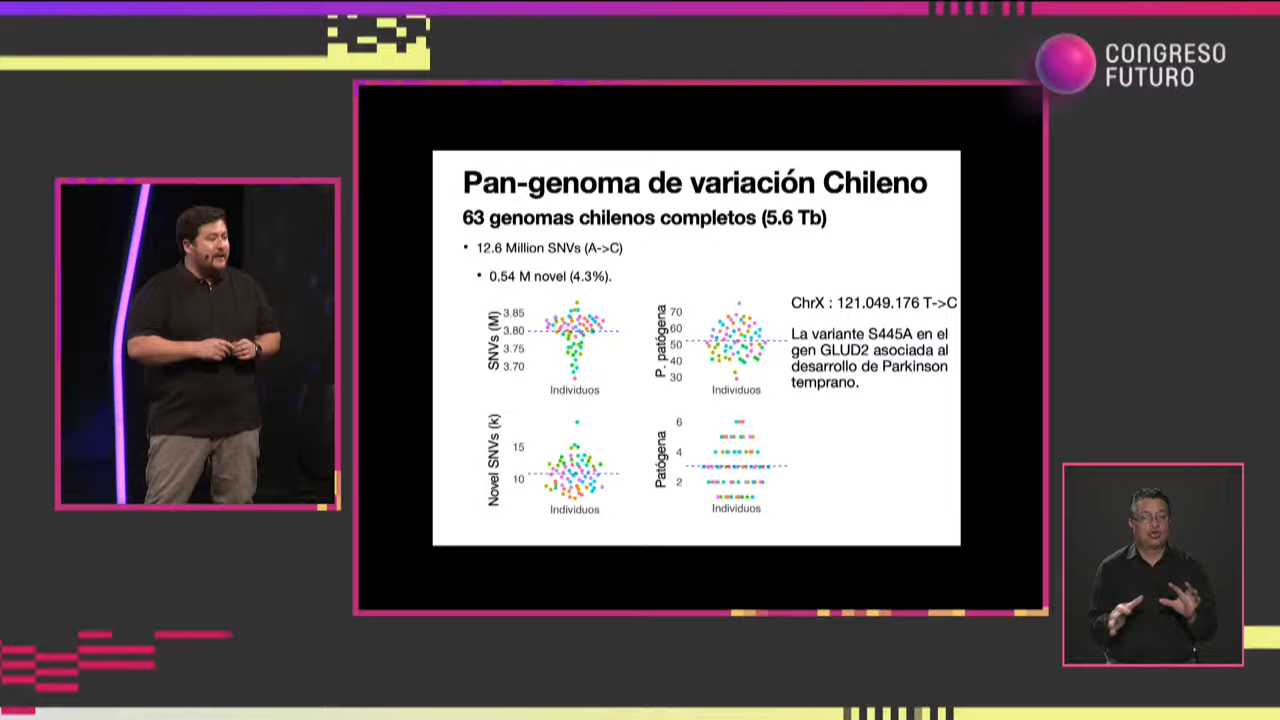 CONGRESO
FUTURO
Pan-genoma de variación Chileno
63 genomas chilenos completos (5.6 Tb)
• 12.6 Million SNVs (A->C)
• 0.54 M novel (4.3%).
SNVs (M)
3.85
3.80
3.75
3.70
Individuos
P. patógena
70
60
50
40
30
Individuos
ChrX : 121.049.176 T->C
La variante S445A en el
gen GLUD2 asociada al
desarrollo de Parkinson
temprano.
Novel SNVs (k)
15
10
Individuos
Patógena
6
4
2
Individuos